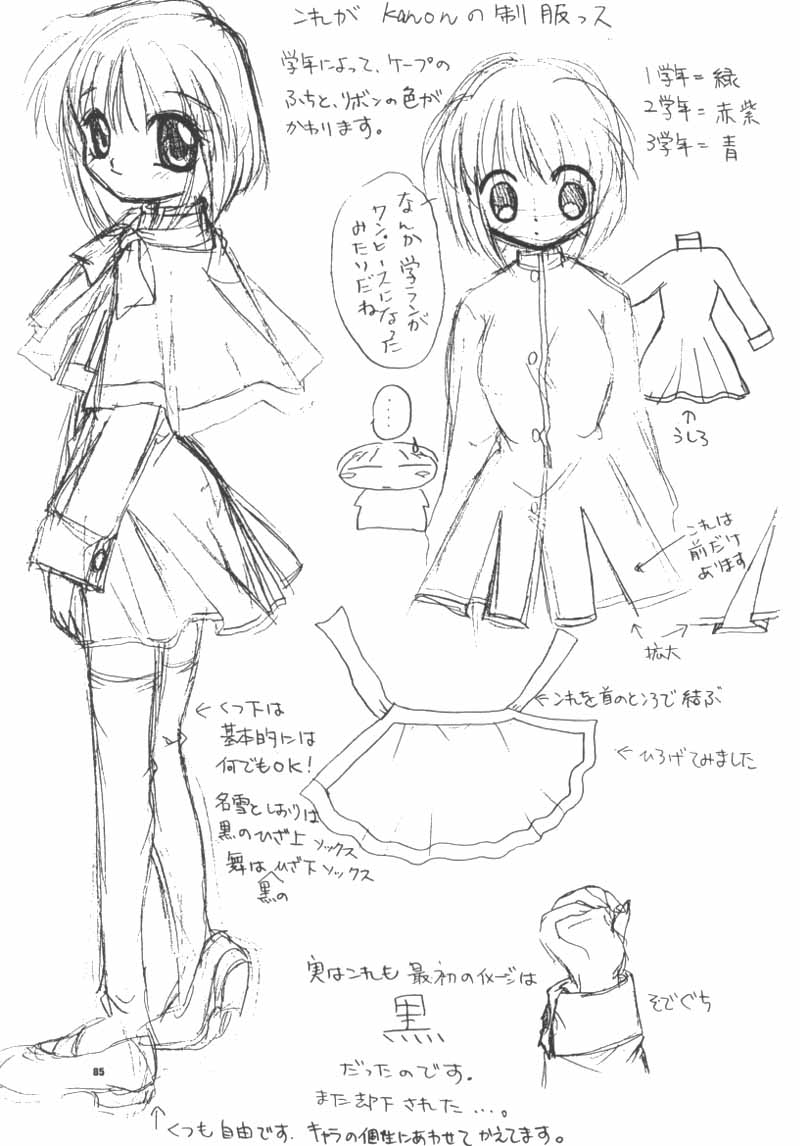 これが kanonの制服っス
学年によって、ケープの
ふちと、リボンの色が
かわります。
1学年=緑
2学年=赤紫
3学年=青
なんか学ランが
ワンピースになった
みたいだね
……
↑
うしろ
これは
前だけ
あります
拡大
←これを首のところで結ぶ
←ひろげてみました
←くつ下は
基本的には
何でもOK!
名雪としおりは
黒のひざ上ソックス
舞はひざ下ソックス
黒の
実はこれも最初のイメージは
黒
だったのです.
また却下された…。
そでぐち
85
↑くつも自由です.キャラの個性にあわせてかえてます。